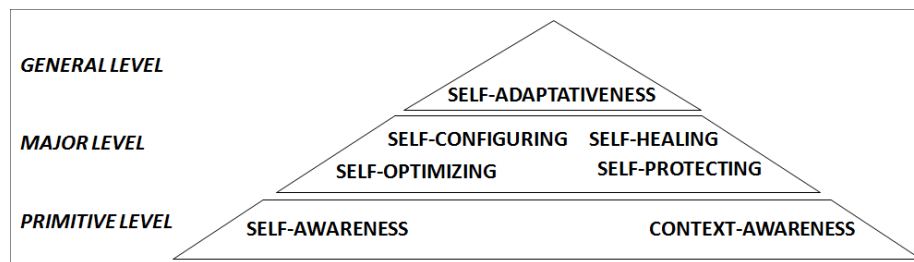 GENERAL LEVEL
SELF-ADAPTATIVENESS
MAJOR LEVEL
SELF-CONFIGURING SELF-HEALING
SELF-OPTIMIZING SELF-PROTECTING
PRIMITIVE LEVEL
SELF-AWARENESS CONTEXT-AWARENESS